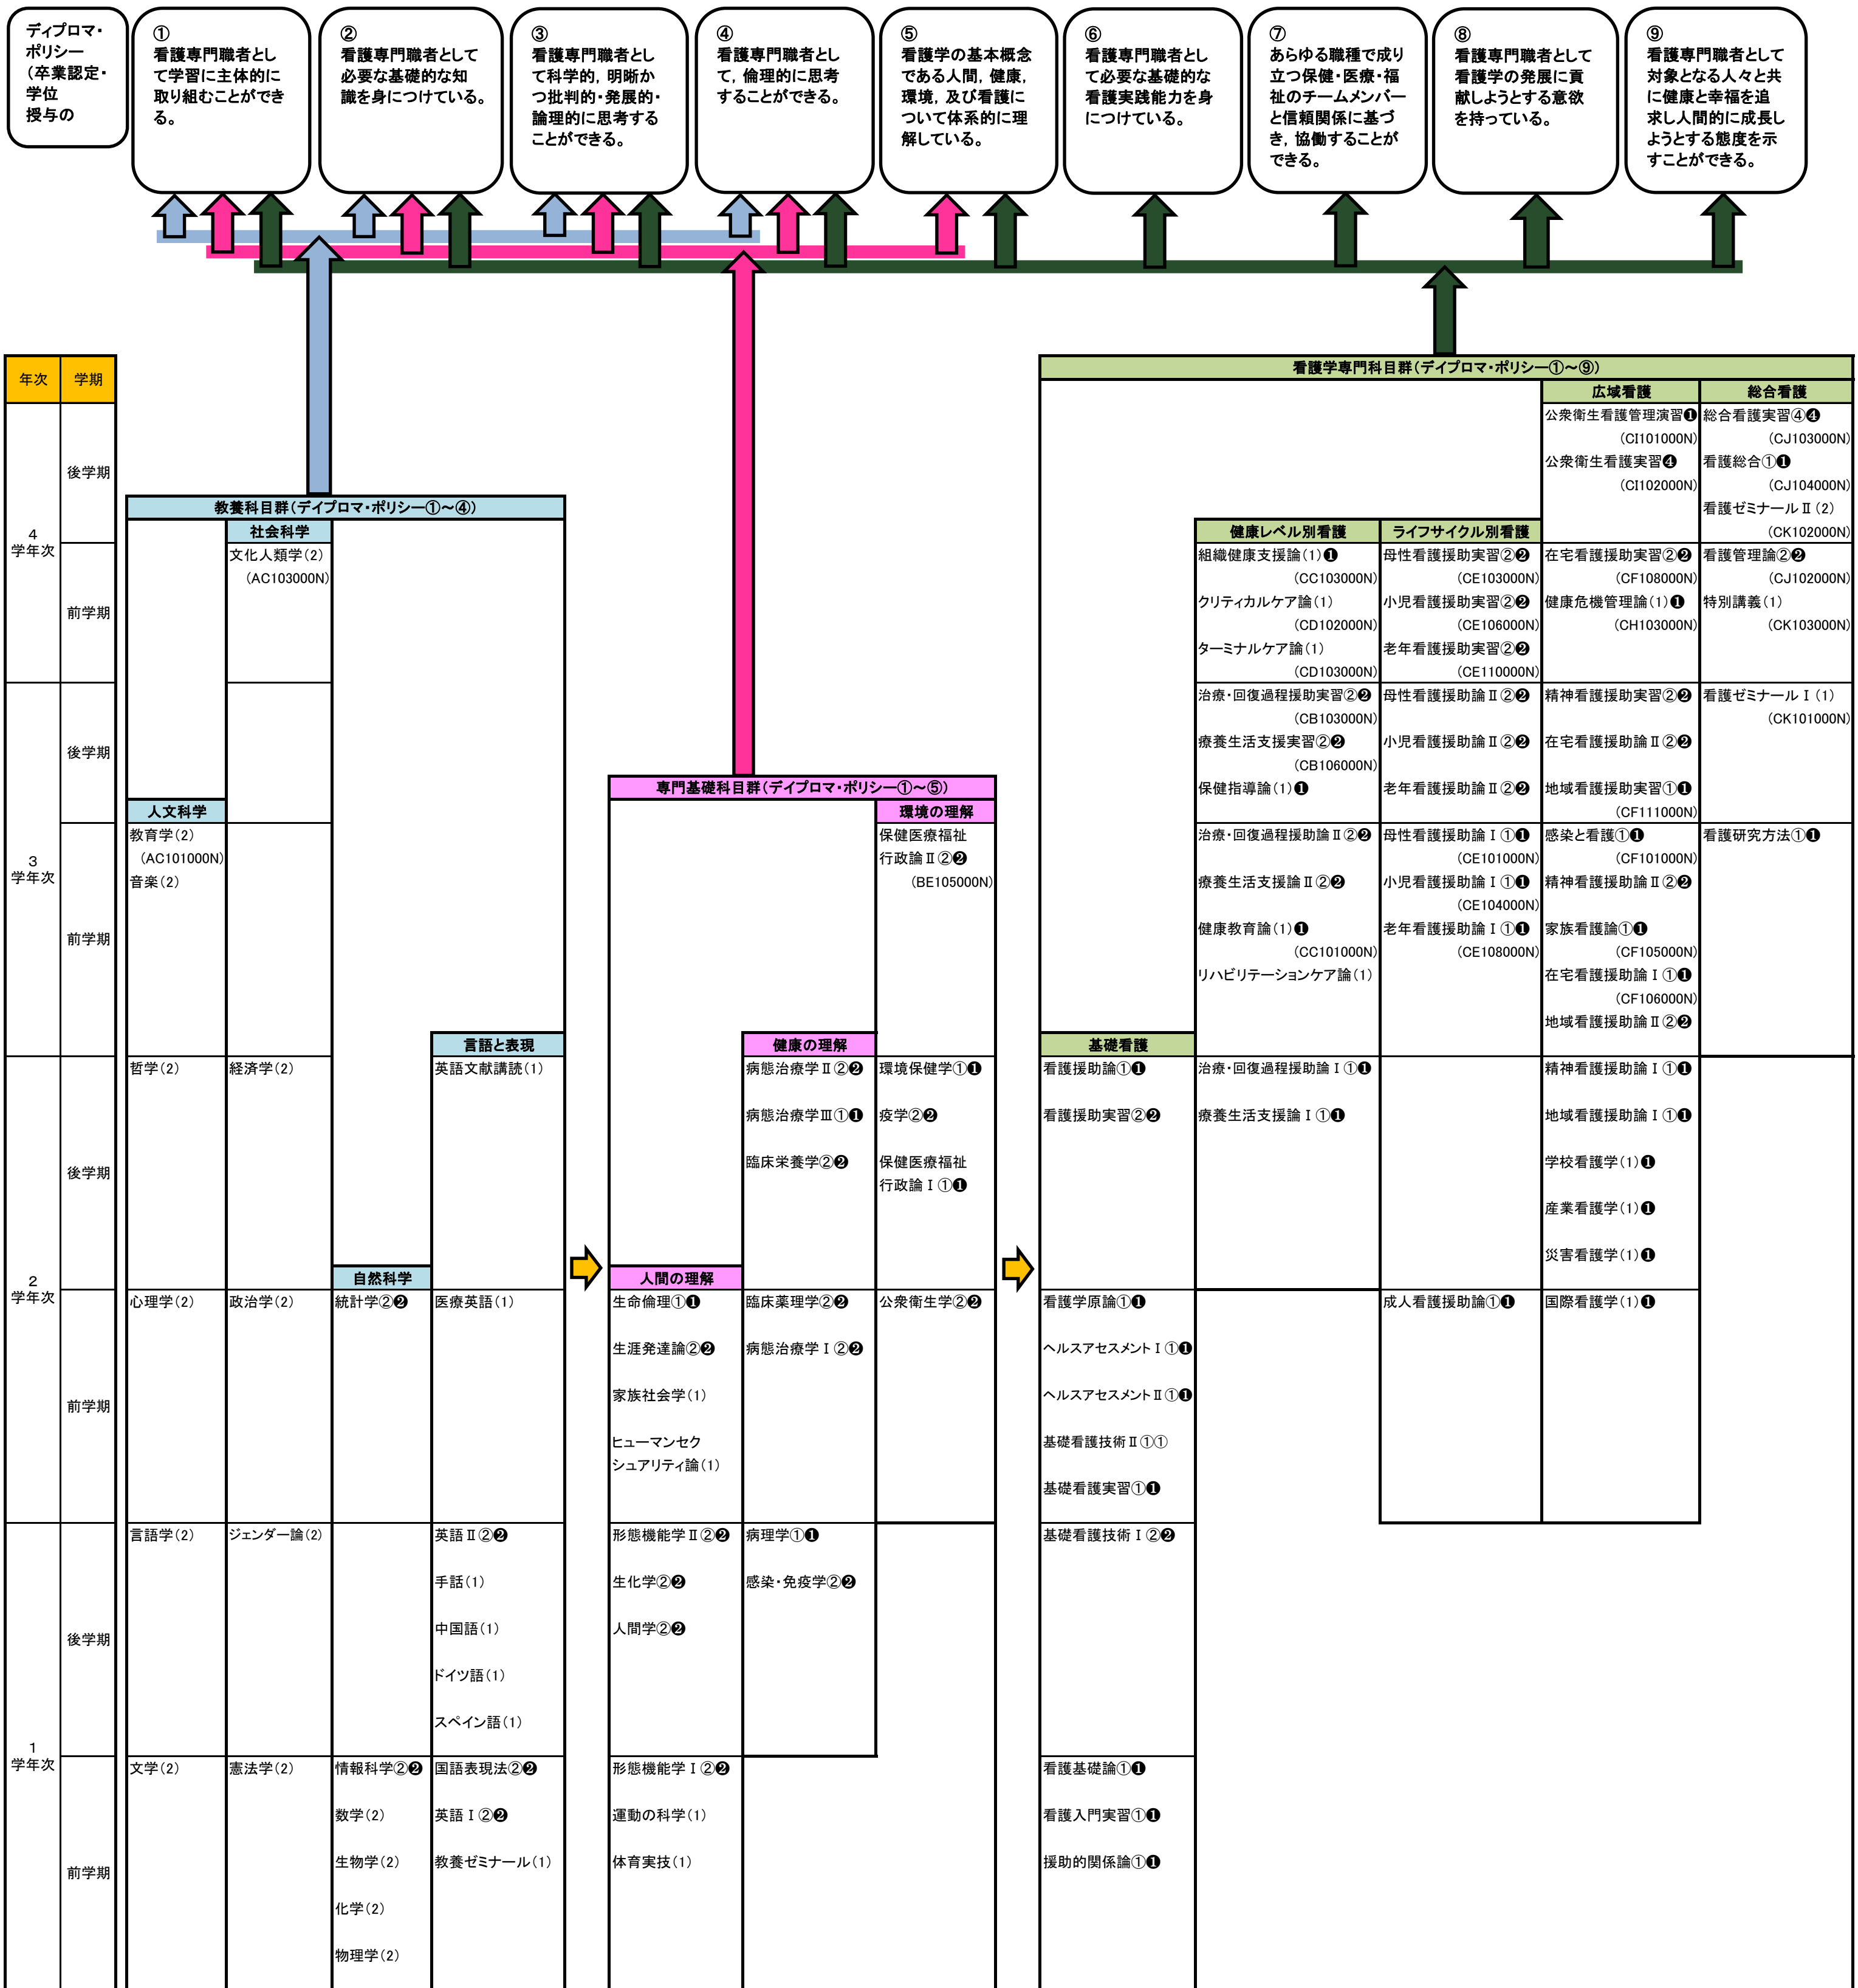 ディプロマ・
ポリシー
(卒業認定・
学位
授与の
①
看護専門職者とし
て学習に主体的に
取り組むことができ
る。
②
看護専門職者として
必要な基礎的な知
識を身につけている。
③
看護専門職者とし
て科学的，明晰か
つ批判的・発展的・
論理的に思考する
ことができる。
④
看護専門職者とし
て，倫理的に思考
することができる。
⑤
看護学の基本概念
である人間，健康，
環境，及び看護に
ついて体系的に理
解している。
⑥
看護専門職者とし
て必要な基礎的な
看護実践能力を身
につけている。
⑦
あらゆる職種で成り
立つ保健・医療・福
祉のチームメンバー
と信頼関係に基づ
き，協働することが
できる。
⑧
看護専門職者として
看護学の発展に貢
献しようとする意欲
を持っている。
⑨
看護専門職者として
対象となる人々と共
に健康と幸福を追
求し人間的に成長し
ようとする態度を示
すことができる。
年次
学期
4
学年次
後学期
前学期
3
学年次
後学期
前学期
2
学年次
後学期
前学期
1
学年次
後学期
前学期
教養科目群(デイプロマ・ポリシー①～④)
人文科学
教育学(2)
(AC101000N)
音楽(2)
哲学(2)
心理学(2)
言語学(2)
文学(2)
社会科学
文化人類学(2)
(AC103000N)
経済学(2)
政治学(2)
ジェンダー論(2)
憲法学(2)
自然科学
統計学②❷
情報科学②❷
数学(2)
生物学(2)
化学(2)
物理学(2)
言語と表現
英語文献講読(1)
医療英語(1)
英語Ⅱ②❷
手話(1)
中国語(1)
ドイツ語(1)
スペイン語(1)
国語表現法②❷
英語Ⅰ②❷
教養ゼミナール(1)
専門基礎科目群(デイプロマ・ポリシー①～⑤)
人間の理解
生命倫理①❶
生涯発達論②❷
家族社会学(1)
ヒューマンセク
シュアリティ論(1)
形態機能学Ⅱ②❷
生化学②❷
人間学②❷
形態機能学Ⅰ②❷
運動の科学(1)
体育実技(1)
健康の理解
病態治療学Ⅱ②❷
病態治療学Ⅲ①❶
臨床栄養学②❷
臨床薬理学②❷
病態治療学Ⅰ②❷
病理学①❶
感染・免疫学②❷
環境の理解
保健医療福祉
行政論Ⅱ②❷
(BE105000N)
環境保健学①❶
疫学②❷
保健医療福祉
行政論Ⅰ①❶
公衆衛生学②❷
看護学専門科目群(デイプロマ・ポリシー①～⑨)
基礎看護
看護援助論①❶
看護援助実習②❷
看護学原論①❶
ヘルスアセスメントⅠ①❶
ヘルスアセスメントⅡ①❶
基礎看護技術Ⅱ①①
基礎看護実習①❶
基礎看護技術Ⅰ②❷
看護基礎論①❶
看護入門実習①❶
援助的関係論①❶
健康レベル別看護
組織健康支援論(1)❶
(CC103000N)
クリティカルケア論(1)
(CD102000N)
ターミナルケア論(1)
(CD103000N)
治療・回復過程援助実習②❷
(CB103000N)
療養生活支援実習②❷
(CB106000N)
保健指導論(1)❶
治療・回復過程援助論Ⅱ②❷
療養生活支援論Ⅱ②❷
健康教育論(1)❶
(CC101000N)
リハビリテーションケア論(1)
治療・回復過程援助論Ⅰ①❶
療養生活支援論Ⅰ①❶
ライフサイクル別看護
母性看護援助実習②❷
(CE103000N)
小児看護援助実習②❷
(CE106000N)
老年看護援助実習②❷
(CE110000N)
母性看護援助論Ⅱ②❷
小児看護援助論Ⅱ②❷
老年看護援助論Ⅱ②❷
母性看護援助論Ⅰ①❶
(CE101000N)
小児看護援助論Ⅰ①❶
(CE104000N)
老年看護援助論Ⅰ①❶
(CE108000N)
成人看護援助論①❶
広域看護
公衆衛生看護管理演習❶
(CI101000N)
公衆衛生看護実習❹
(CI102000N)
在宅看護援助実習②❷
(CF108000N)
健康危機管理論(1)❶
(CH103000N)
精神看護援助実習②❷
在宅看護援助論Ⅱ②❷
地域看護援助実習①❶
(CF111000N)
感染と看護①❶
(CF101000N)
精神看護援助論Ⅱ②❷
家族看護論①❶
(CF105000N)
在宅看護援助論Ⅰ①❶
(CF106000N)
地域看護援助論Ⅱ②❷
精神看護援助論Ⅰ①❶
地域看護援助論Ⅰ①❶
学校看護学(1)❶
産業看護学(1)❶
災害看護学(1)❶
国際看護学(1)❶
総合看護
総合看護実習④❹
(CJ103000N)
看護総合①❶
(CJ104000N)
看護ゼミナールⅡ(2)
(CK102000N)
看護管理論②❷
(CJ102000N)
特別講義(1)
(CK103000N)
看護ゼミナールⅠ(1)
(CK101000N)
看護研究方法①❶